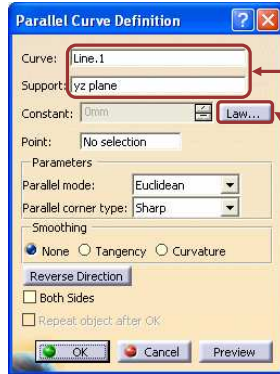 Parallel Curve Definition
Curve: Line.1
Support: yz plane
Constant: 0mm Law...
Point: No selection
Parameters
Parallel mode: Euclidean
Parallel corner type: Sharp
Smoothing
None Tangency Curvature
Reverse Direction
Both Sides
Repeat object after OK
OK Cancel Preview